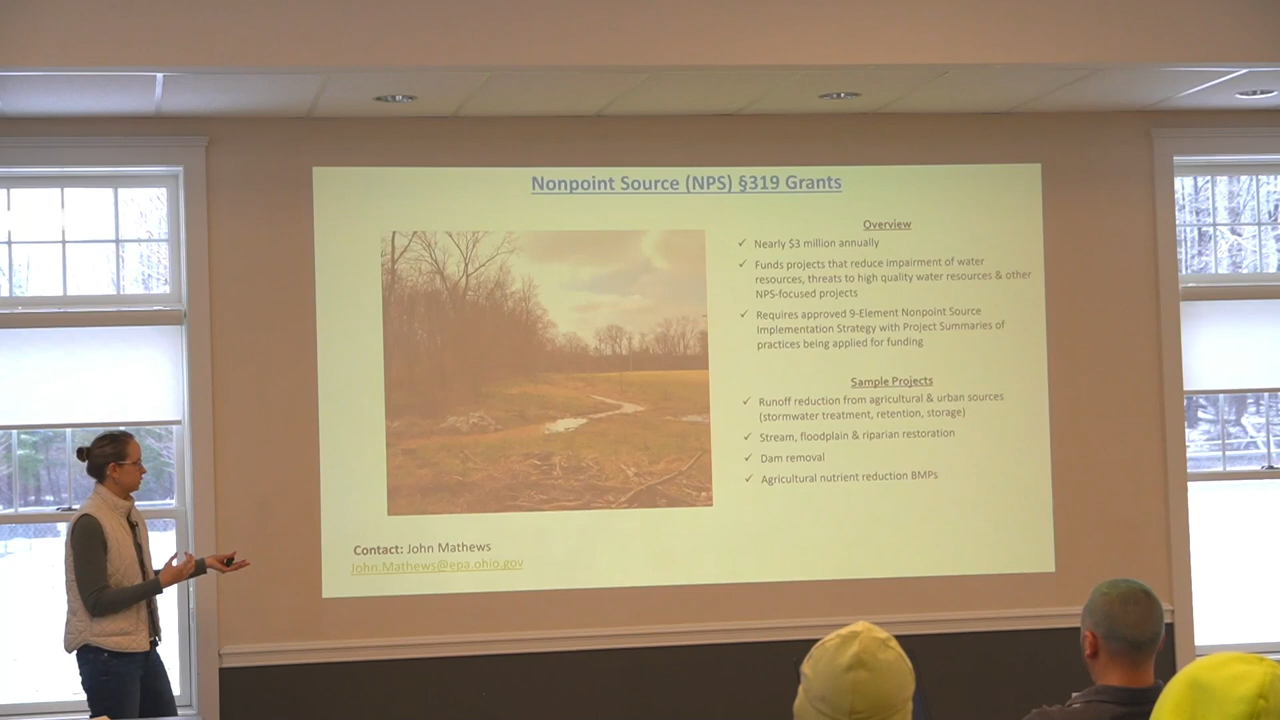 Nonpoint Source (NPS) §319 Grants
Overview
✓ Nearly $3 million annually
✓ Funds projects that reduce impairment of water
resources, threats to high quality water resources & other
NPS-focused projects
✓ Requires approved 9-Element Nonpoint Source
Implementation Strategy with Project Summaries of
practices being applied for funding
Sample Projects
✓ Runoff reduction from agricultural & urban sources
(stormwater treatment, retention, storage)
✓ Stream, floodplain & riparian restoration
✓ Dam removal
✓ Agricultural nutrient reduction BMPs
Contact: John Mathews
John.Mathews@epa.ohio.gov